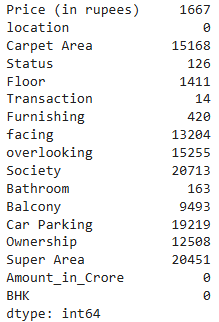 Price (in rupees) 1667
location 0
Carpet Area 15168
Status 126
Floor 1411
Transaction 14
Furnishing 420
facing 13204
overlooking 15255
Society 20713
Bathroom 163
Balcony 9493
Car Parking 19219
Ownership 12508
Super Area 20451
Amount_in_Crore 0
BHK 0
dtype: int64